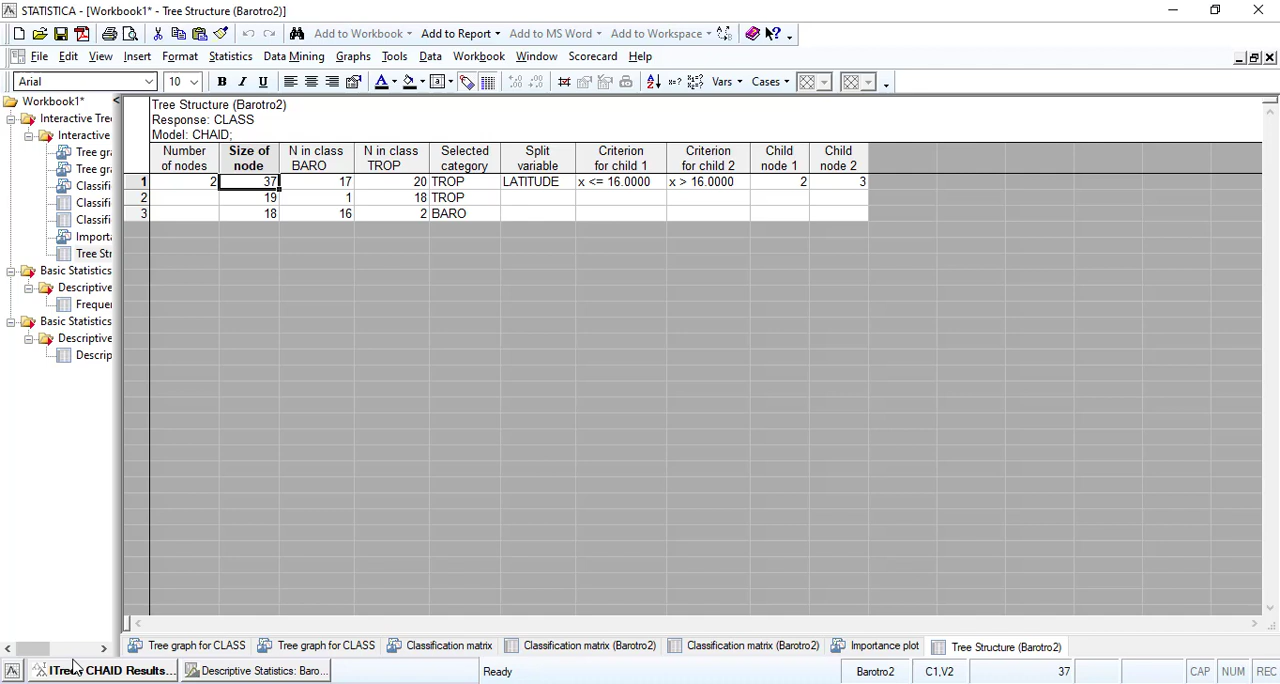 STATISTICA - [Workbook1* - Tree Structure (Barotro2)]
Add to Workbook Add to Report Add to MS Word Add to Workspace
File Edit View Insert Format Statistics Data Mining Graphs Tools Data Workbook Window Scorecard Help
Arial 10 B I U A Vars Cases
Workbook1*
Interactive Tre
Interactive
Tree gr
Tree gr
Classifi
Classifi
Classifi
Importa
Tree Str
Basic Statistics
Descriptive
Frequer
Basic Statistics
Descriptive
Descrip
Tree Structure (Barotro2)
Response: CLASS
Model: CHAID;
Number of nodes Size of node N in class BARO N in class TROP Selected category Split variable Criterion for child 1 Criterion for child 2 Child node 1 Child node 2
1 2 37 17 20 TROP LATITUDE x <= 16.0000 x > 16.0000 2 3
2 19 1 18 TROP
3 18 16 2 BARO
Tree graph for CLASS Tree graph for CLASS Classification matrix Classification matrix (Barotro2) Classification matrix (Barotro2) Importance plot Tree Structure (Barotro2)
CHAID Results... Descriptive Statistics: Baro... Ready Barotro2 C1,V2 37 CAP NUM REC